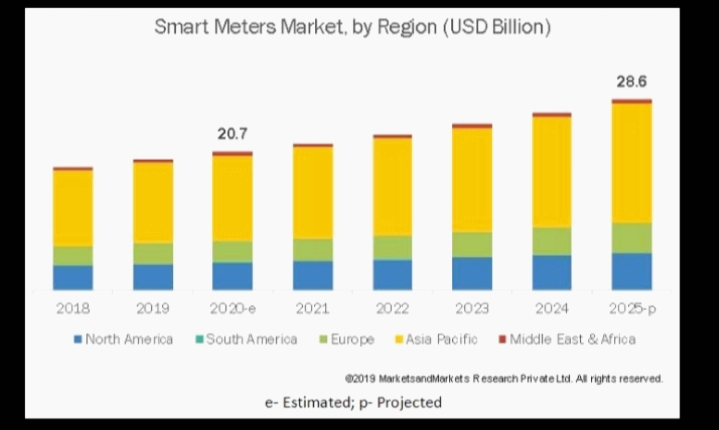 Smart Meters Market, by Region (USD Billion)
28.6
20.7
2018 2019 2020-e 2021 2022 2023 2024 2025-p
North America South America Europe Asia Pacific Middle East & Africa
©2019 MarketsandMarkets Research Private Ltd. All rights reserved.
e- Estimated; p- Projected